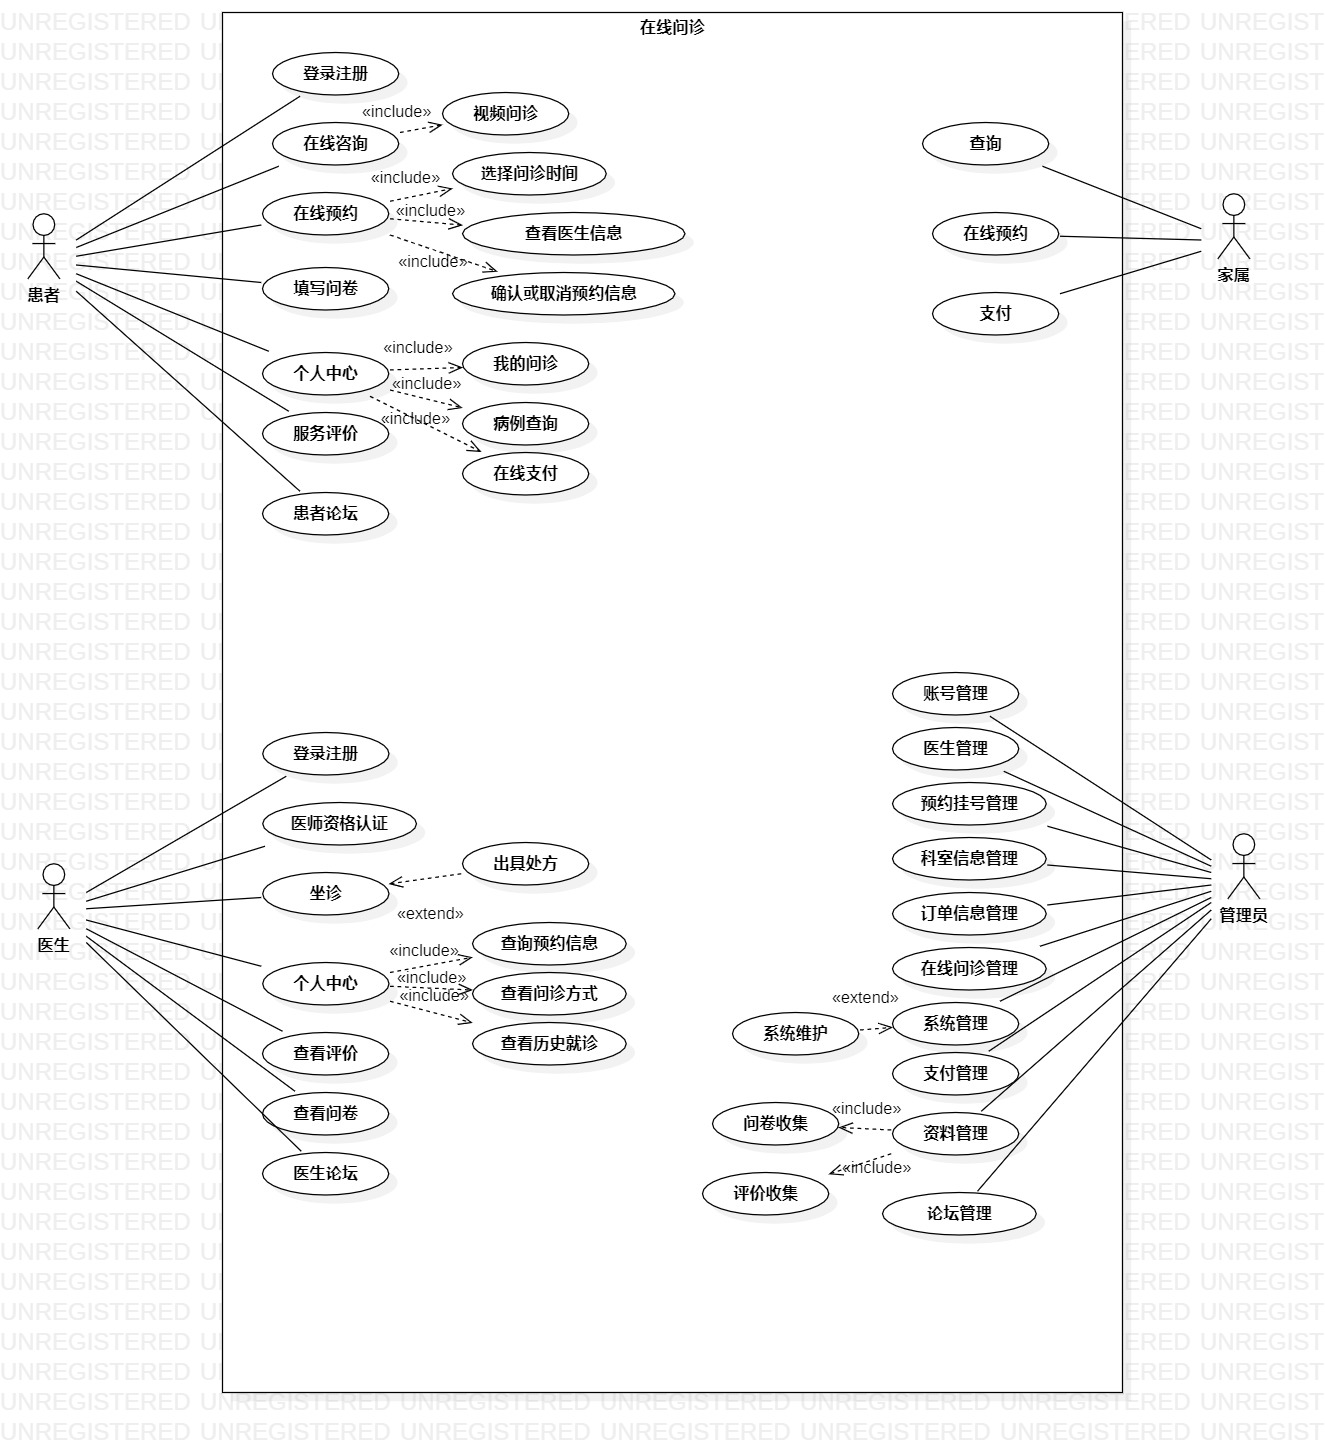 在线问诊
登录注册
在线咨询
«include»
视频问诊
在线预约
«include»
选择问诊时间
«include»
查看医生信息
«include»
确认或取消预约信息
填写问卷
患者
个人中心
«include»
我的问诊
«include»
病例查询
«include»
在线支付
服务评价
患者论坛
查询
在线预约
支付
家属
登录注册
医师资格认证
坐诊
出具处方
«extend»
医生
个人中心
«include»
查询预约信息
«include»
查看问诊方式
«include»
查看历史就诊
查看评价
查看问卷
医生论坛
账号管理
医生管理
预约挂号管理
科室信息管理
订单信息管理
在线问诊管理
管理员
«extend»
系统维护
系统管理
支付管理
问卷收集
«include»
资料管理
«include»
评价收集
论坛管理
UNREGISTERED UNREGISTERED UNREGISTERED UNREGISTERED UNREGISTERED UNREGISTERED UNREGIST